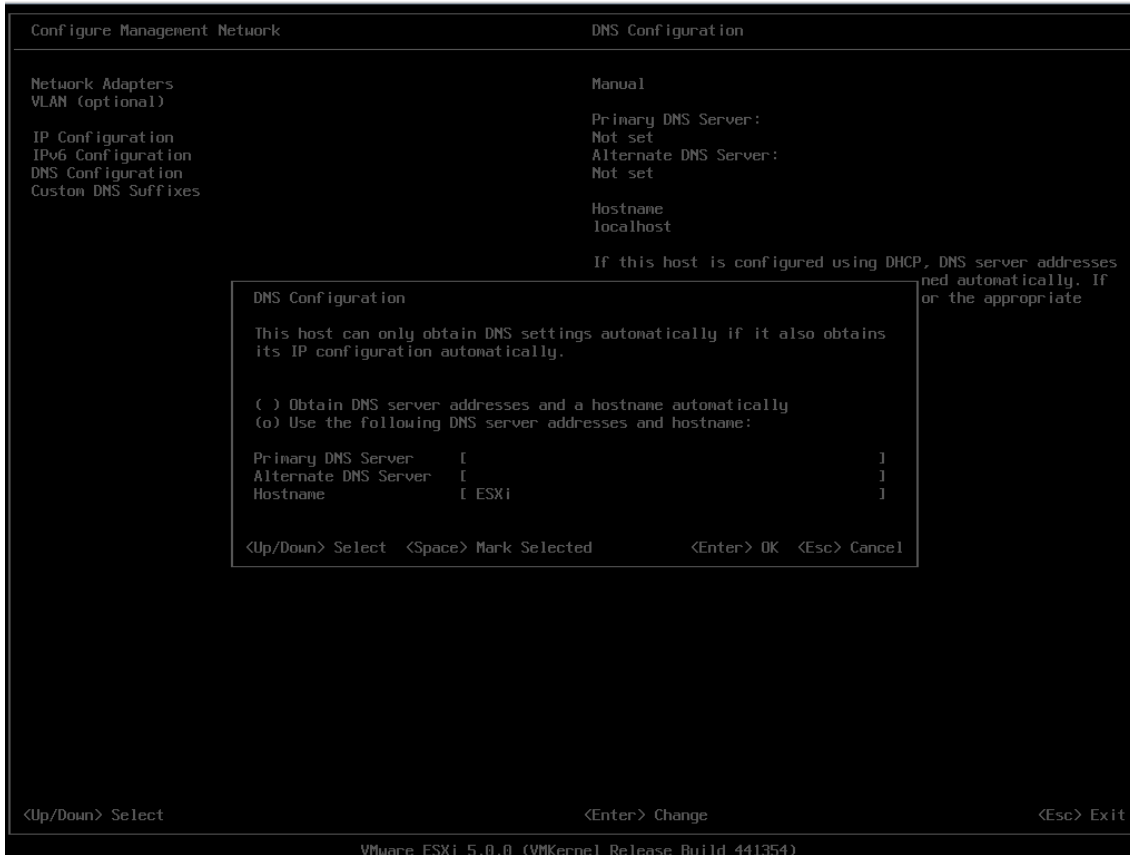 Configure Management Network
DNS Configuration
Network Adapters
VLAN (optional)
IP Configuration
IPv6 Configuration
DNS Configuration
Custom DNS Suffixes
Manual
Primary DNS Server:
Not set
Alternate DNS Server:
Not set
Hostname
localhost
If this host is configured using DHCP, DNS server addresses
ned automatically. If
or the appropriate
DNS Configuration
This host can only obtain DNS settings automatically if it also obtains
its IP configuration automatically.
( ) Obtain DNS server addresses and a hostname automatically
(o) Use the following DNS server addresses and hostname:
Primary DNS Server [ ]
Alternate DNS Server [ ]
Hostname [ ESXi ]
<Up/Down> Select <Space> Mark Selected <Enter> OK <Esc> Cancel
<Up/Down> Select <Enter> Change <Esc> Exit
VMware ESXi 5.0.0 (VMKernel Release Build 441354)